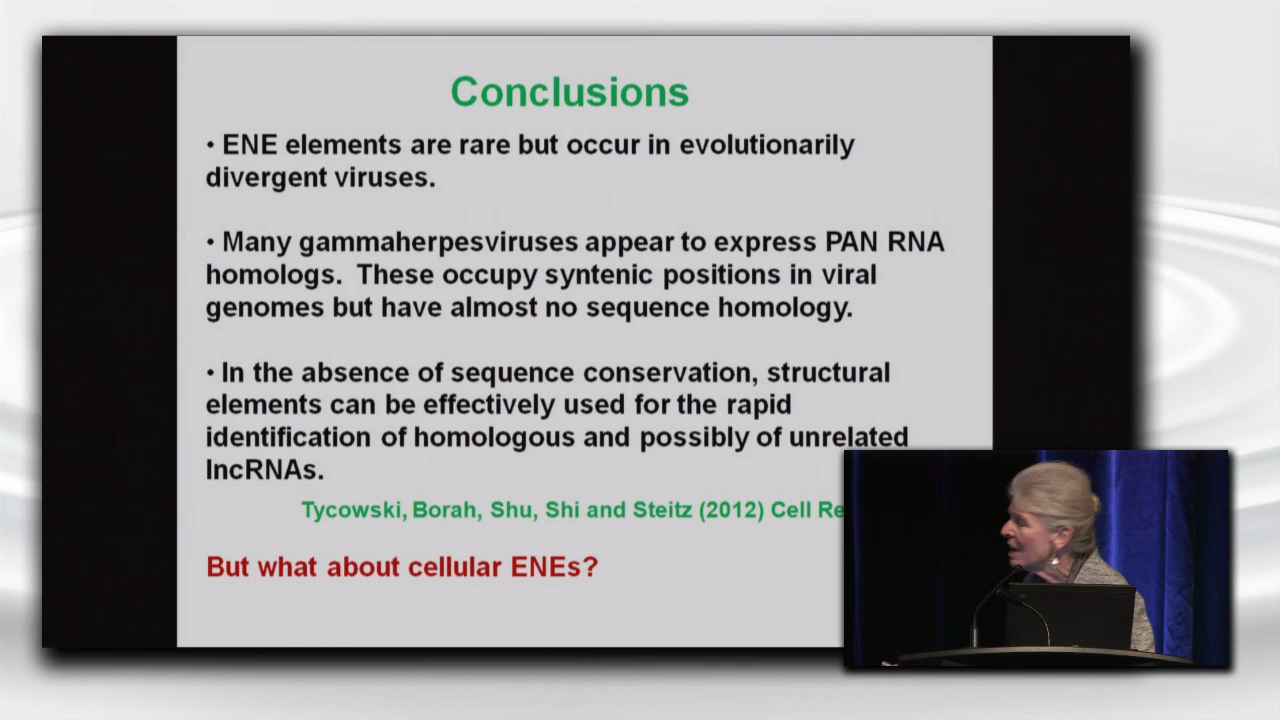 Conclusions
• ENE elements are rare but occur in evolutionarily
divergent viruses.
• Many gammaherpesviruses appear to express PAN RNA
homologs. These occupy syntenic positions in viral
genomes but have almost no sequence homology.
• In the absence of sequence conservation, structural
elements can be effectively used for the rapid
identification of homologous and possibly of unrelated
lncRNAs.
Tycowski, Borah, Shu, Shi and Steitz (2012) Cell Re
But what about cellular ENEs?